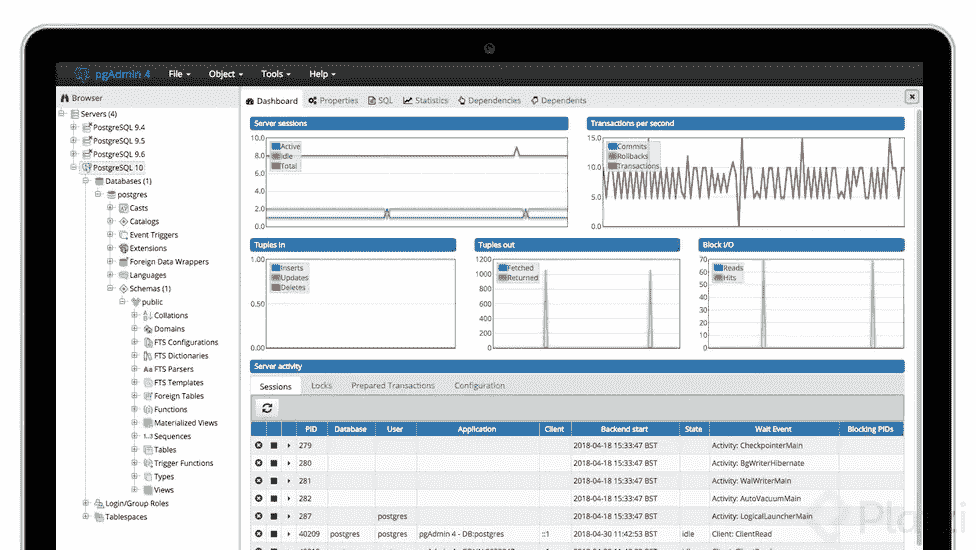 pgAdmin 4 File Object Tools Help
Browser
Servers (4)
PostgreSQL 9.4
PostgreSQL 9.5
PostgreSQL 9.6
PostgreSQL 10
Databases (1)
postgres
Casts
Catalogs
Event Triggers
Extensions
Foreign Data Wrappers
Languages
Schemas (1)
public
Collations
Domains
FTS Configurations
FTS Dictionaries
FTS Parsers
FTS Templates
Foreign Tables
Functions
Materialized Views
Sequences
Tables
Trigger Functions
Types
Views
Login/Group Roles
Tablespaces
Dashboard Properties SQL Statistics Dependencies Dependents
Server sessions
10.0
8.0
6.0
4.0
2.0
0.0
Active
Idle
Total
Transactions per second
15.0
10.0
5.0
0.0
Commits
Rollbacks
Transactions
Tuples in
1.00
0.50
0.00
Inserts
Updates
Deletes
Tuples out
1200
1000
800
600
400
200
0
Fetched
Returned
Block I/O
70
60
50
40
30
20
10
0
Reads
Hits
Server activity
Sessions Locks Prepared Transactions Configuration
PID Database User Application Client Backend start State Wait Event Blocking PIDs
279 2018-04-18 15:33:47 BST Activity: CheckpointerMain
280 2018-04-18 15:33:47 BST Activity: BgWriterHibernate
281 2018-04-18 15:33:47 BST Activity: WalWriterMain
282 2018-04-18 15:33:47 BST Activity: AutoVacuumMain
287 postgres 2018-04-18 15:33:47 BST Activity: LogicalLauncherMain
40209 postgres postgres pgAdmin 4 - DB:postgres ::1 2018-04-30 11:42:53 BST idle Client: ClientRead
Platzi